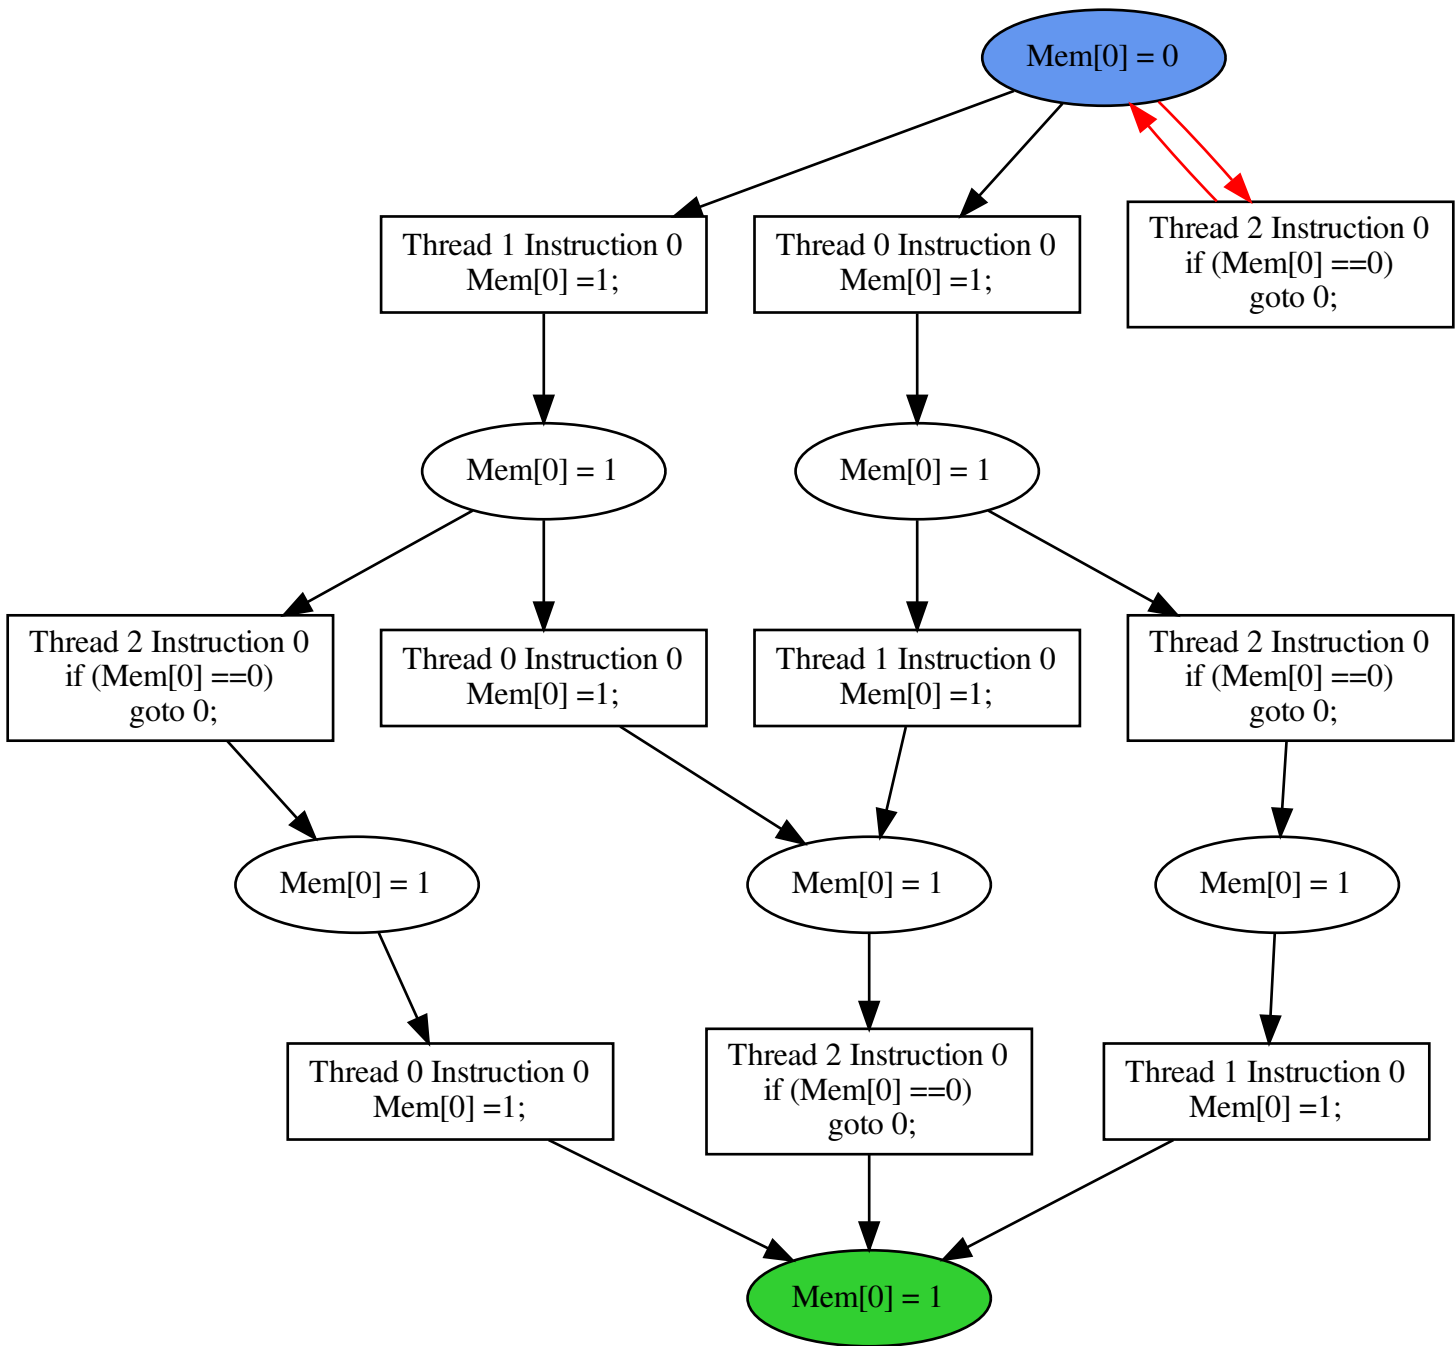 Mem[0] = 0
Thread 1 Instruction 0
Mem[0] =1;
Thread 0 Instruction 0
Mem[0] =1;
Thread 2 Instruction 0
if (Mem[0] ==0)
goto 0;
Mem[0] = 1
Mem[0] = 1
Thread 2 Instruction 0
if (Mem[0] ==0)
goto 0;
Thread 0 Instruction 0
Mem[0] =1;
Thread 1 Instruction 0
Mem[0] =1;
Thread 2 Instruction 0
if (Mem[0] ==0)
goto 0;
Mem[0] = 1
Mem[0] = 1
Mem[0] = 1
Thread 0 Instruction 0
Mem[0] =1;
Thread 2 Instruction 0
if (Mem[0] ==0)
goto 0;
Thread 1 Instruction 0
Mem[0] =1;
Mem[0] = 1